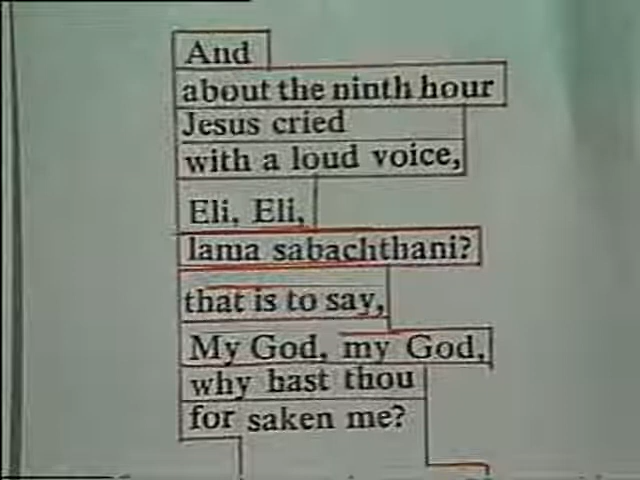 And
about the ninth hour
Jesus cried
with a loud voice,
Eli, Eli,
lama sabachthani?
that is to say,
My God, my God,
why hast thou
for saken me?